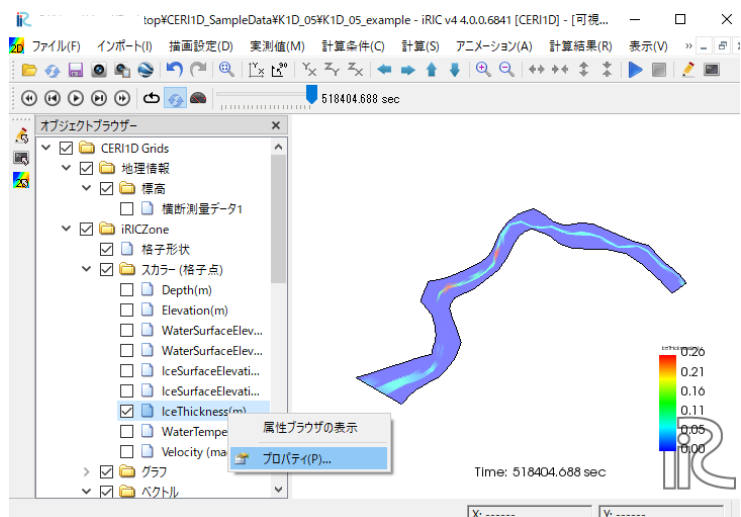 top¥CERI1D_SampleData¥K1D_05¥K1D_05_example - iRIC v4 4.0.0.6841 [CERI1D] - [可視...
ファイル(F) インポート(I) 描画設定(D) 実測値(M) 計算条件(C) 計算(S) アニメーション(A) 計算結果(R) 表示(V) »
518404.688 sec
オブジェクトブラウザー
CERI1D Grids
地理情報
標高
横断測量データ1
iRICZone
格子形状
スカラー (格子点)
Depth(m)
Elevation(m)
WaterSurfaceElev...
WaterSurfaceElev...
IceSurfaceElevati...
IceSurfaceElevati...
IceThickness(m)
WaterTempe
Velocity (ma
グラフ
ベクトル
属性ブラウザの表示
プロパティ(P)...
0.26
0.21
0.16
0.11
0.05
0.00
iRIC
Time: 518404.688 sec
X: ------
Y: ------